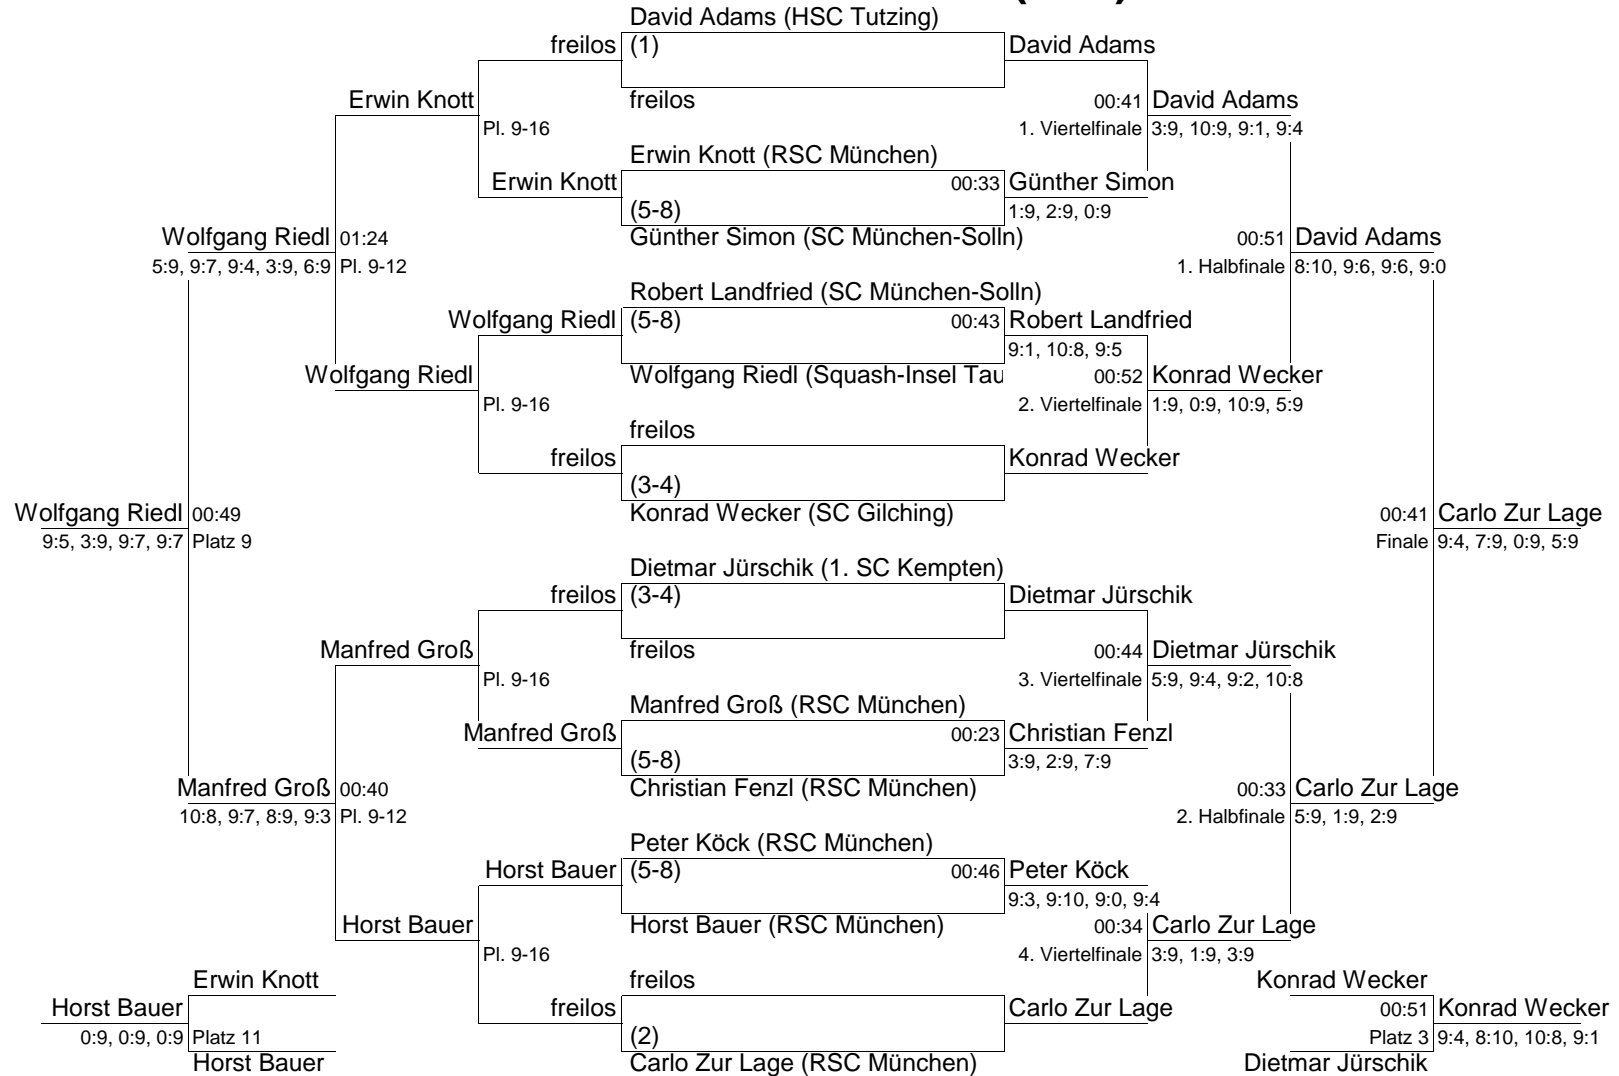 David Adams (HSC Tutzing)
freilos (1) David Adams
Erwin Knott freilos 00:41 David Adams
Pl. 9-16 1. Viertelfinale 3:9, 10:9, 9:1, 9:4
Erwin Knott (RSC München)
Erwin Knott 00:33 Günther Simon
(5-8) 1:9, 2:9, 0:9
Wolfgang Riedl 01:24 Günther Simon (SC München-Solln) 00:51 David Adams
5:9, 9:7, 9:4, 3:9, 6:9 Pl. 9-12 1. Halbfinale 8:10, 9:6, 9:6, 9:0
Robert Landfried (SC München-Solln)
Wolfgang Riedl (5-8) 00:43 Robert Landfried
9:1, 10:8, 9:5
Wolfgang Riedl Wolfgang Riedl (Squash-Insel Tau 00:52 Konrad Wecker
Pl. 9-16 2. Viertelfinale 1:9, 0:9, 10:9, 5:9
freilos
freilos Konrad Wecker
(3-4)
Wolfgang Riedl 00:49 Konrad Wecker (SC Gilching) 00:41 Carlo Zur Lage
9:5, 3:9, 9:7, 9:7 Platz 9 Finale 9:4, 7:9, 0:9, 5:9
Dietmar Jürschik (1. SC Kempten)
freilos (3-4) Dietmar Jürschik
Manfred Groß freilos 00:44 Dietmar Jürschik
Pl. 9-16 3. Viertelfinale 5:9, 9:4, 9:2, 10:8
Manfred Groß (RSC München)
Manfred Groß 00:23 Christian Fenzl
(5-8) 3:9, 2:9, 7:9
Manfred Groß 00:40 Christian Fenzl (RSC München) 00:33 Carlo Zur Lage
10:8, 9:7, 8:9, 9:3 Pl. 9-12 2. Halbfinale 5:9, 1:9, 2:9
Peter Köck (RSC München)
Horst Bauer (5-8) 00:46 Peter Köck
9:3, 9:10, 9:0, 9:4
Horst Bauer Horst Bauer (RSC München) 00:34 Carlo Zur Lage
Pl. 9-16 4. Viertelfinale 3:9, 1:9, 3:9
Erwin Knott freilos Konrad Wecker
Horst Bauer freilos Carlo Zur Lage 00:51 Konrad Wecker
0:9, 0:9, 0:9 Platz 11 (2) Platz 3 9:4, 8:10, 10:8, 9:1
Horst Bauer Carlo Zur Lage (RSC München) Dietmar Jürschik